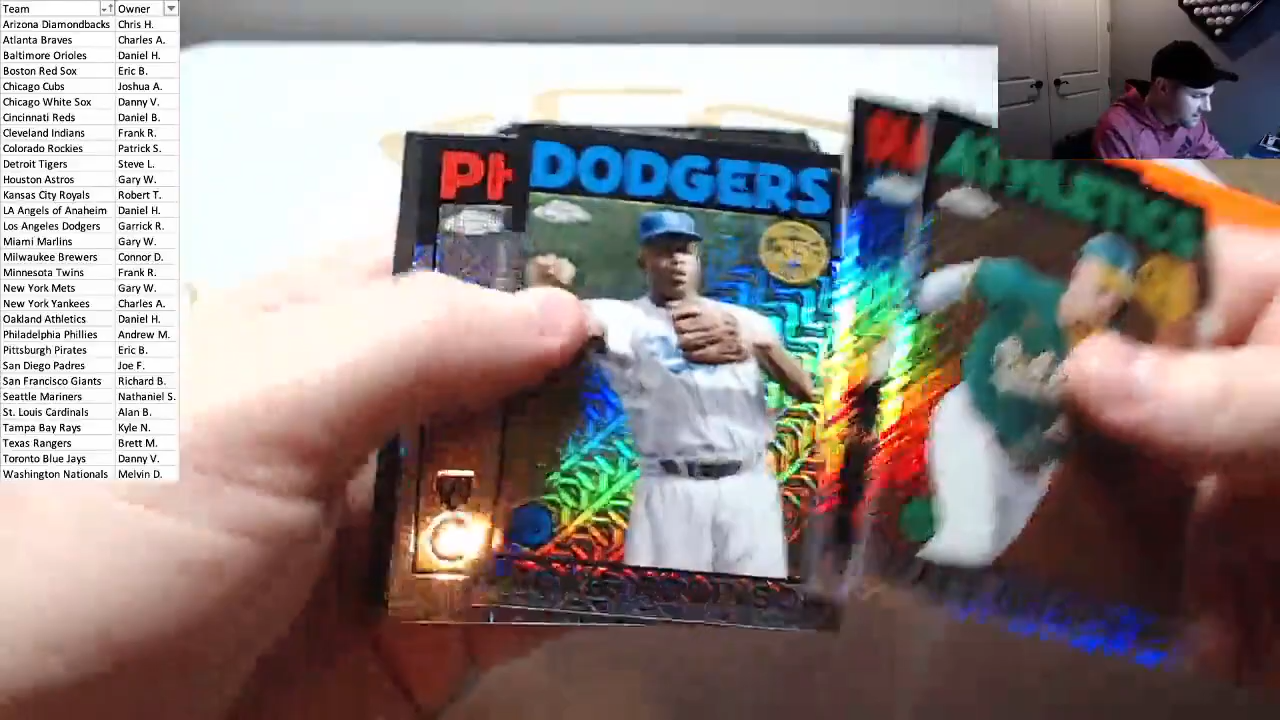 Team Owner
Arizona Diamondbacks Chris H.
Atlanta Braves Charles A.
Baltimore Orioles Daniel H.
Boston Red Sox Eric B.
Chicago Cubs Joshua A.
Chicago White Sox Danny V.
Cincinnati Reds Daniel B.
Cleveland Indians Frank R.
Colorado Rockies Patrick S.
Detroit Tigers Steve L.
Houston Astros Gary W.
Kansas City Royals Robert T.
LA Angels of Anaheim Daniel H.
Los Angeles Dodgers Garrick R.
Miami Marlins Gary W.
Milwaukee Brewers Connor D.
Minnesota Twins Frank R.
New York Mets Gary W.
New York Yankees Charles A.
Oakland Athletics Daniel H.
Philadelphia Phillies Andrew M.
Pittsburgh Pirates Eric B.
San Diego Padres Joe F.
San Francisco Giants Richard B.
Seattle Mariners Nathaniel S.
St. Louis Cardinals Alan B.
Tampa Bay Rays Kyle N.
Texas Rangers Brett M.
Toronto Blue Jays Danny V.
Washington Nationals Melvin D.
PH
DODGERS
ATHLETICS
C